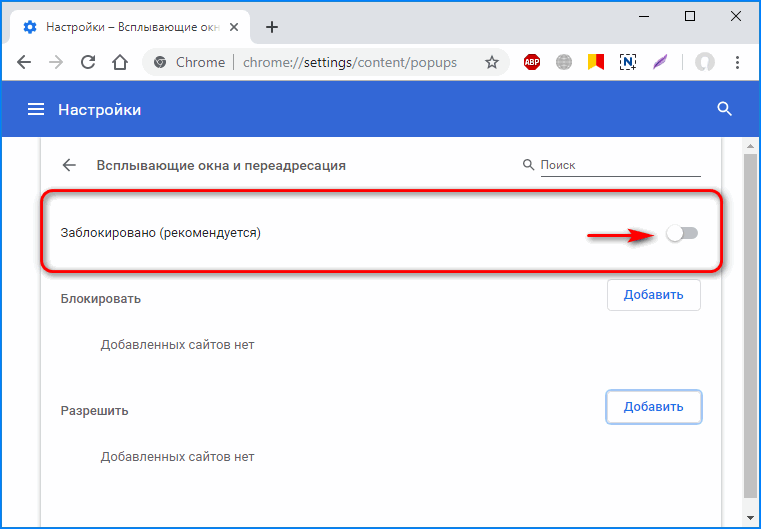 Настройки – Всплывающие окн
Chrome
chrome://settings/content/popups
ABP
N
Настройки
Всплывающие окна и переадресация
Поиск
Заблокировано (рекомендуется)
Блокировать
Добавить
Добавленных сайтов нет
Разрешить
Добавить
Добавленных сайтов нет